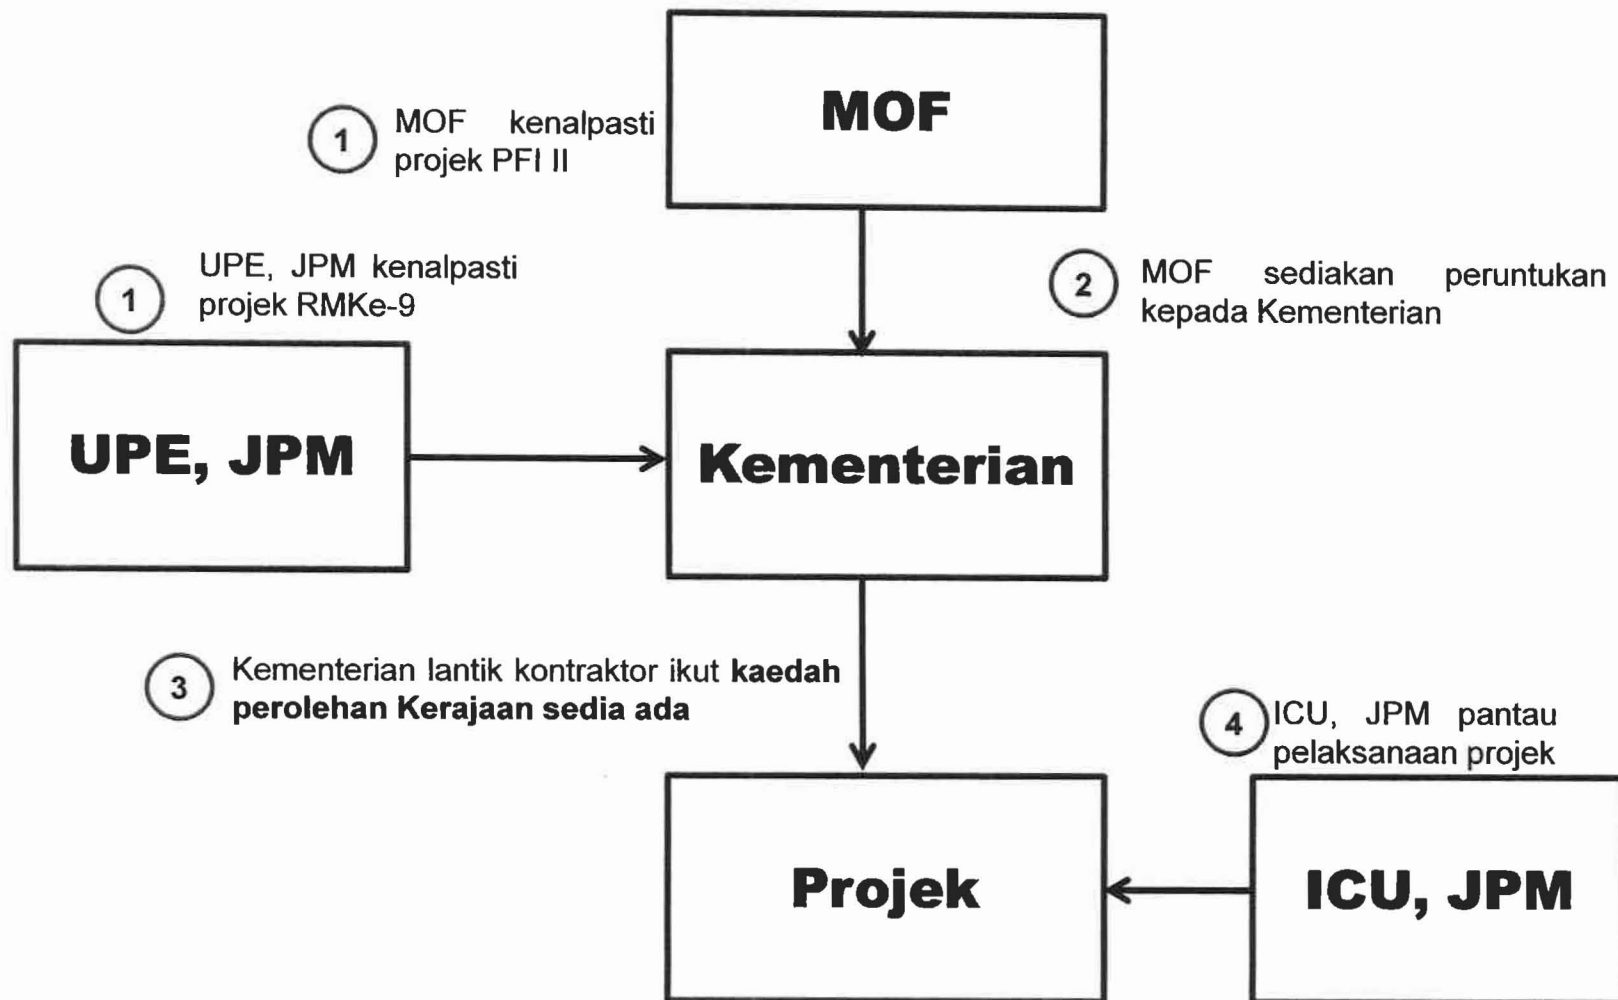 MOF
1
MOF kenalpasti
projek PFI II
1
UPE, JPM kenalpasti
projek RMKe-9
2
MOF sediakan peruntukan
kepada Kementerian
UPE, JPM
Kementerian
3
Kementerian lantik kontraktor ikut kaedah
perolehan Kerajaan sedia ada
4
ICU, JPM pantau
pelaksanaan projek
Projek
ICU, JPM